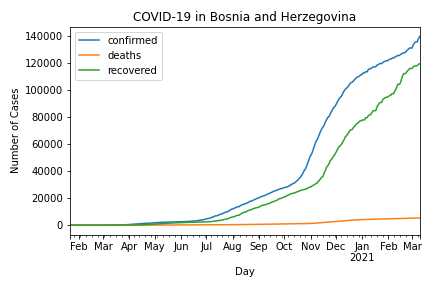 COVID-19 in Bosnia and Herzegovina
confirmed
deaths
recovered
Number of Cases
140000
120000
100000
80000
60000
40000
20000
0
Feb Mar Apr May Jun Jul Aug Sep Oct Nov Dec Jan Feb Mar
2021
Day